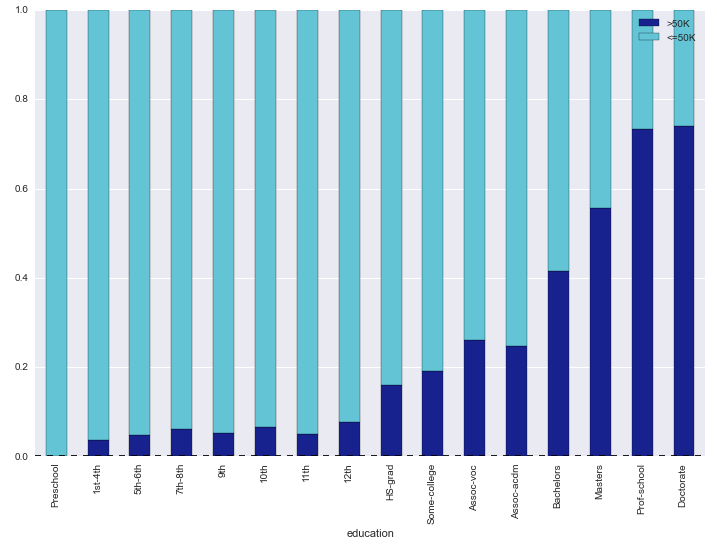 1.0
0.8
0.6
0.4
0.2
0.0
>50K
<=50K
Preschool
1st-4th
5th-6th
7th-8th
9th
10th
11th
12th
HS-grad
Some-college
Assoc-voc
Assoc-acdm
Bachelors
Masters
Prof-school
Doctorate
education